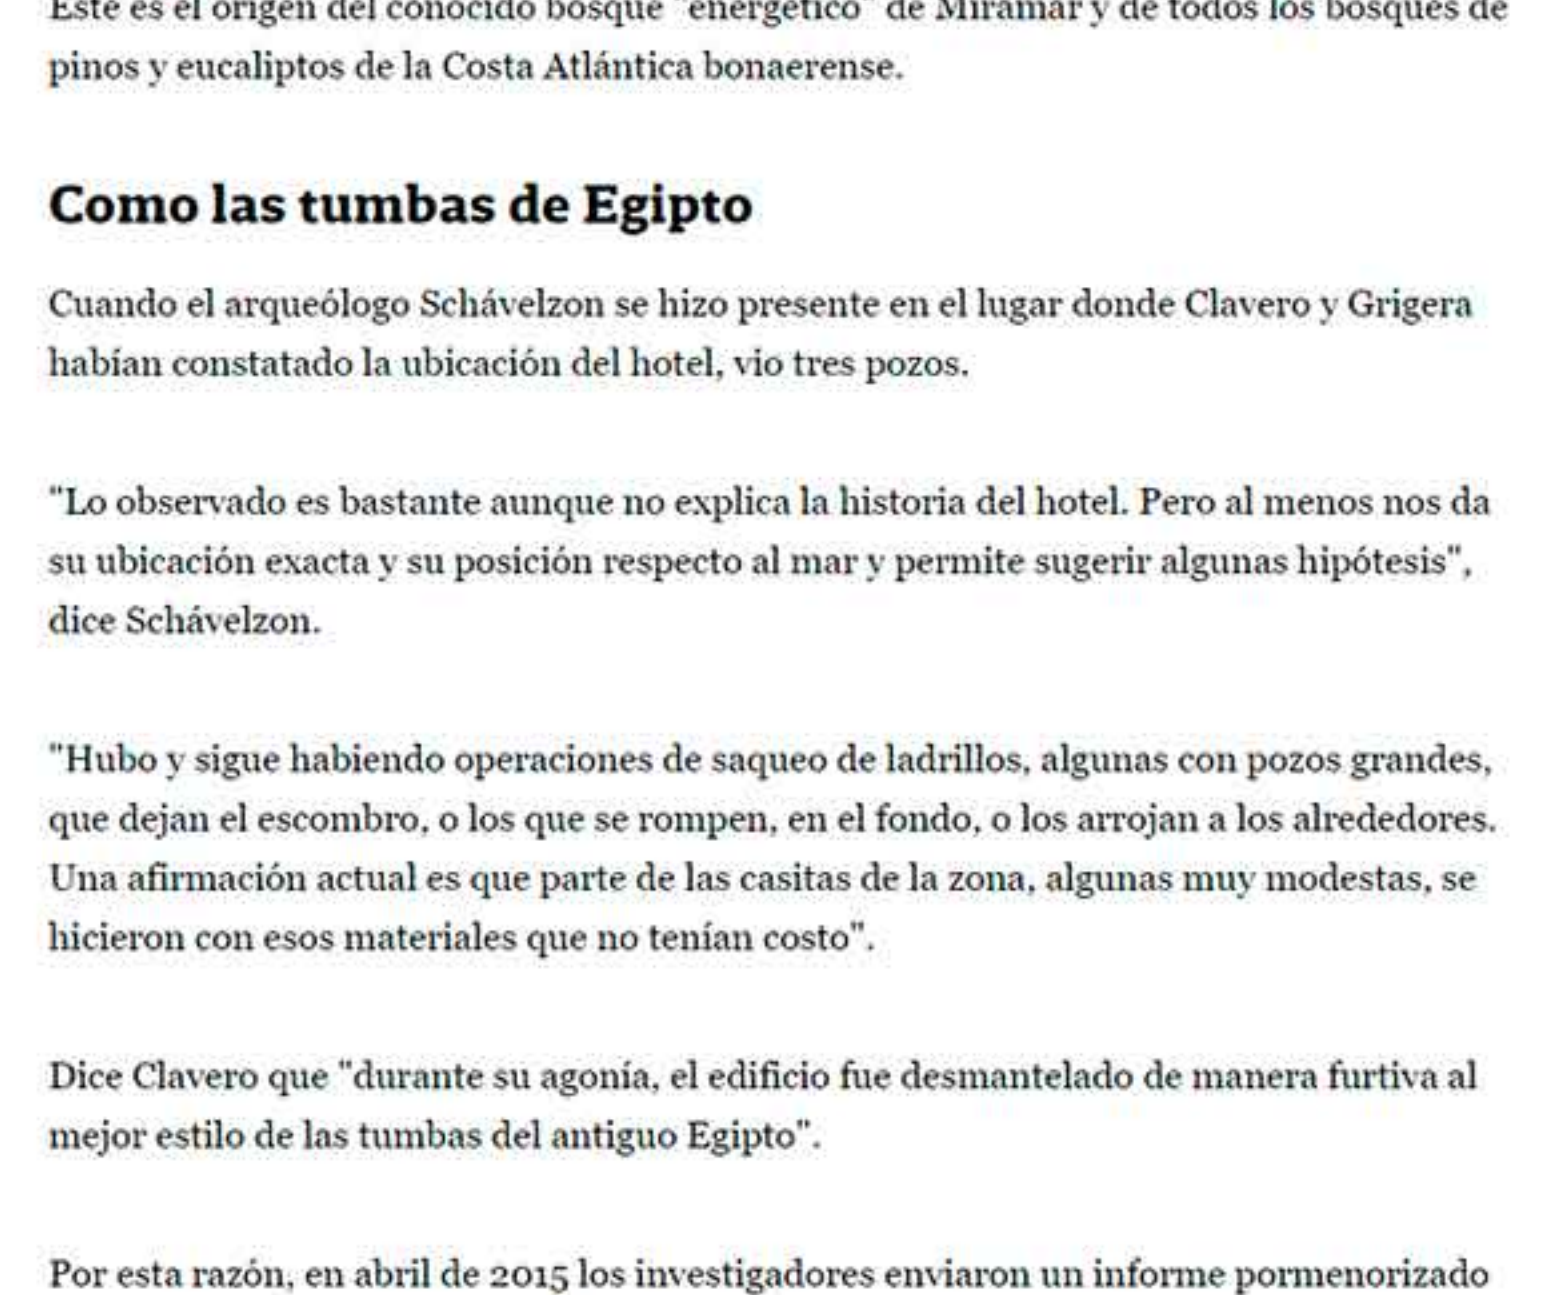 Este es el origen del conocido bosque "energético" de Miramar y de todos los bosques de
pinos y eucaliptos de la Costa Atlántica bonaerense.
Como las tumbas de Egipto
Cuando el arqueólogo Schávelzon se hizo presente en el lugar donde Clavero y Grigera
habían constatado la ubicación del hotel, vio tres pozos.
"Lo observado es bastante aunque no explica la historia del hotel. Pero al menos nos da
su ubicación exacta y su posición respecto al mar y permite sugerir algunas hipótesis",
dice Schávelzon.
"Hubo y sigue habiendo operaciones de saqueo de ladrillos, algunas con pozos grandes,
que dejan el escombro, o los que se rompen, en el fondo, o los arrojan a los alrededores.
Una afirmación actual es que parte de las casitas de la zona, algunas muy modestas, se
hicieron con esos materiales que no tenían costo".
Dice Clavero que "durante su agonía, el edificio fue desmantelado de manera furtiva al
mejor estilo de las tumbas del antiguo Egipto".
Por esta razón, en abril de 2015 los investigadores enviaron un informe pormenorizado